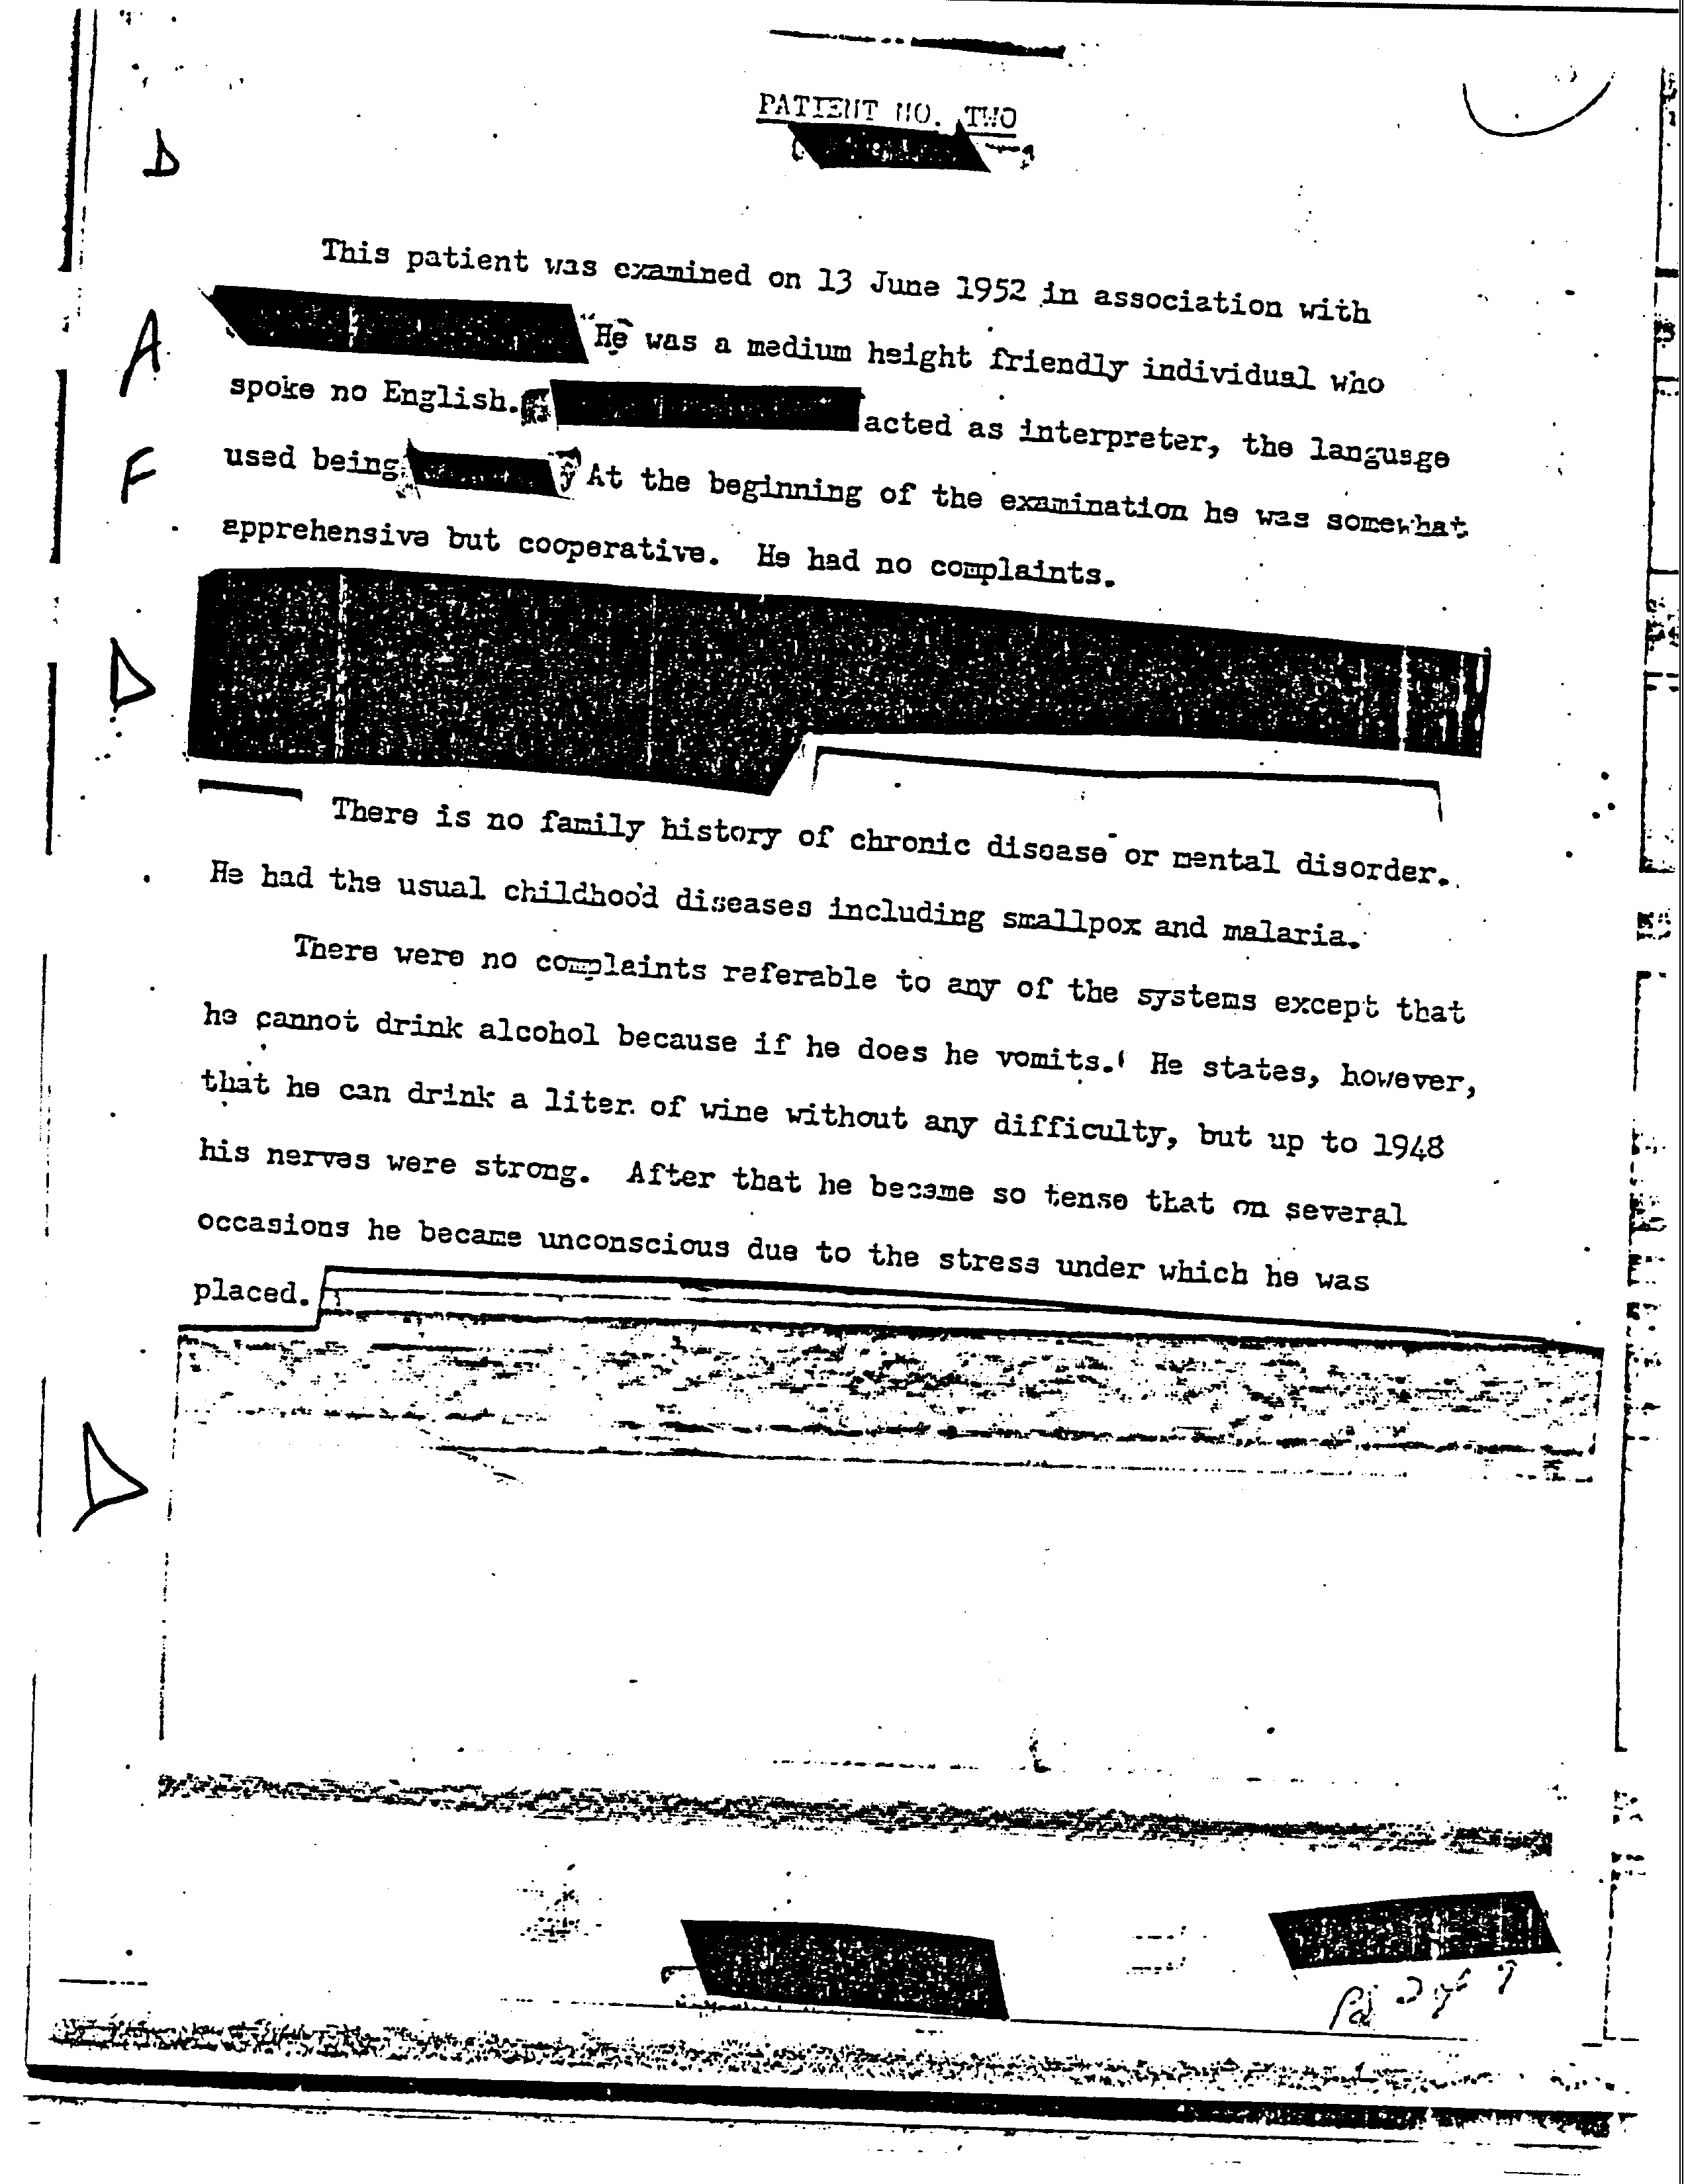 PATIENT NO. TWO
D
This patient was examined on 13 June 1952 in association with
A
He was a medium height friendly individual who
spoke no English. acted as interpreter, the language
F
used being At the beginning of the examination he was somewhat
apprehensive but cooperative. He had no complaints.
D
There is no family history of chronic disease or mental disorder.
He had the usual childhood diseases including smallpox and malaria.
There were no complaints referable to any of the systems except that
he cannot drink alcohol because if he does he vomits. He states, however,
that he can drink a liter of wine without any difficulty, but up to 1948
his nerves were strong. After that he became so tense that on several
occasions he became unconscious due to the stress under which he was
placed.
D